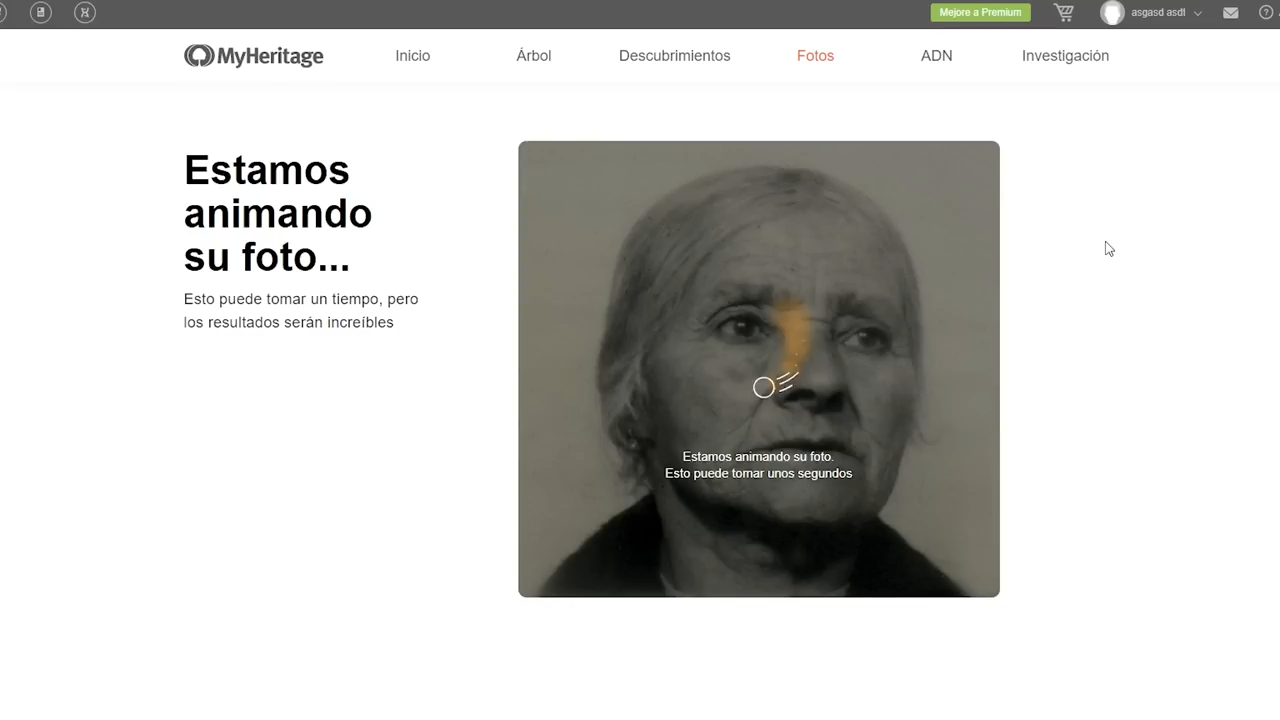 Mejore a Premium
asgasd asdl
MyHeritage
Inicio
Árbol
Descubrimientos
Fotos
ADN
Investigación
Estamos
animando
su foto...
Esto puede tomar un tiempo, pero
los resultados serán increíbles
Estamos animando su foto.
Esto puede tomar unos segundos